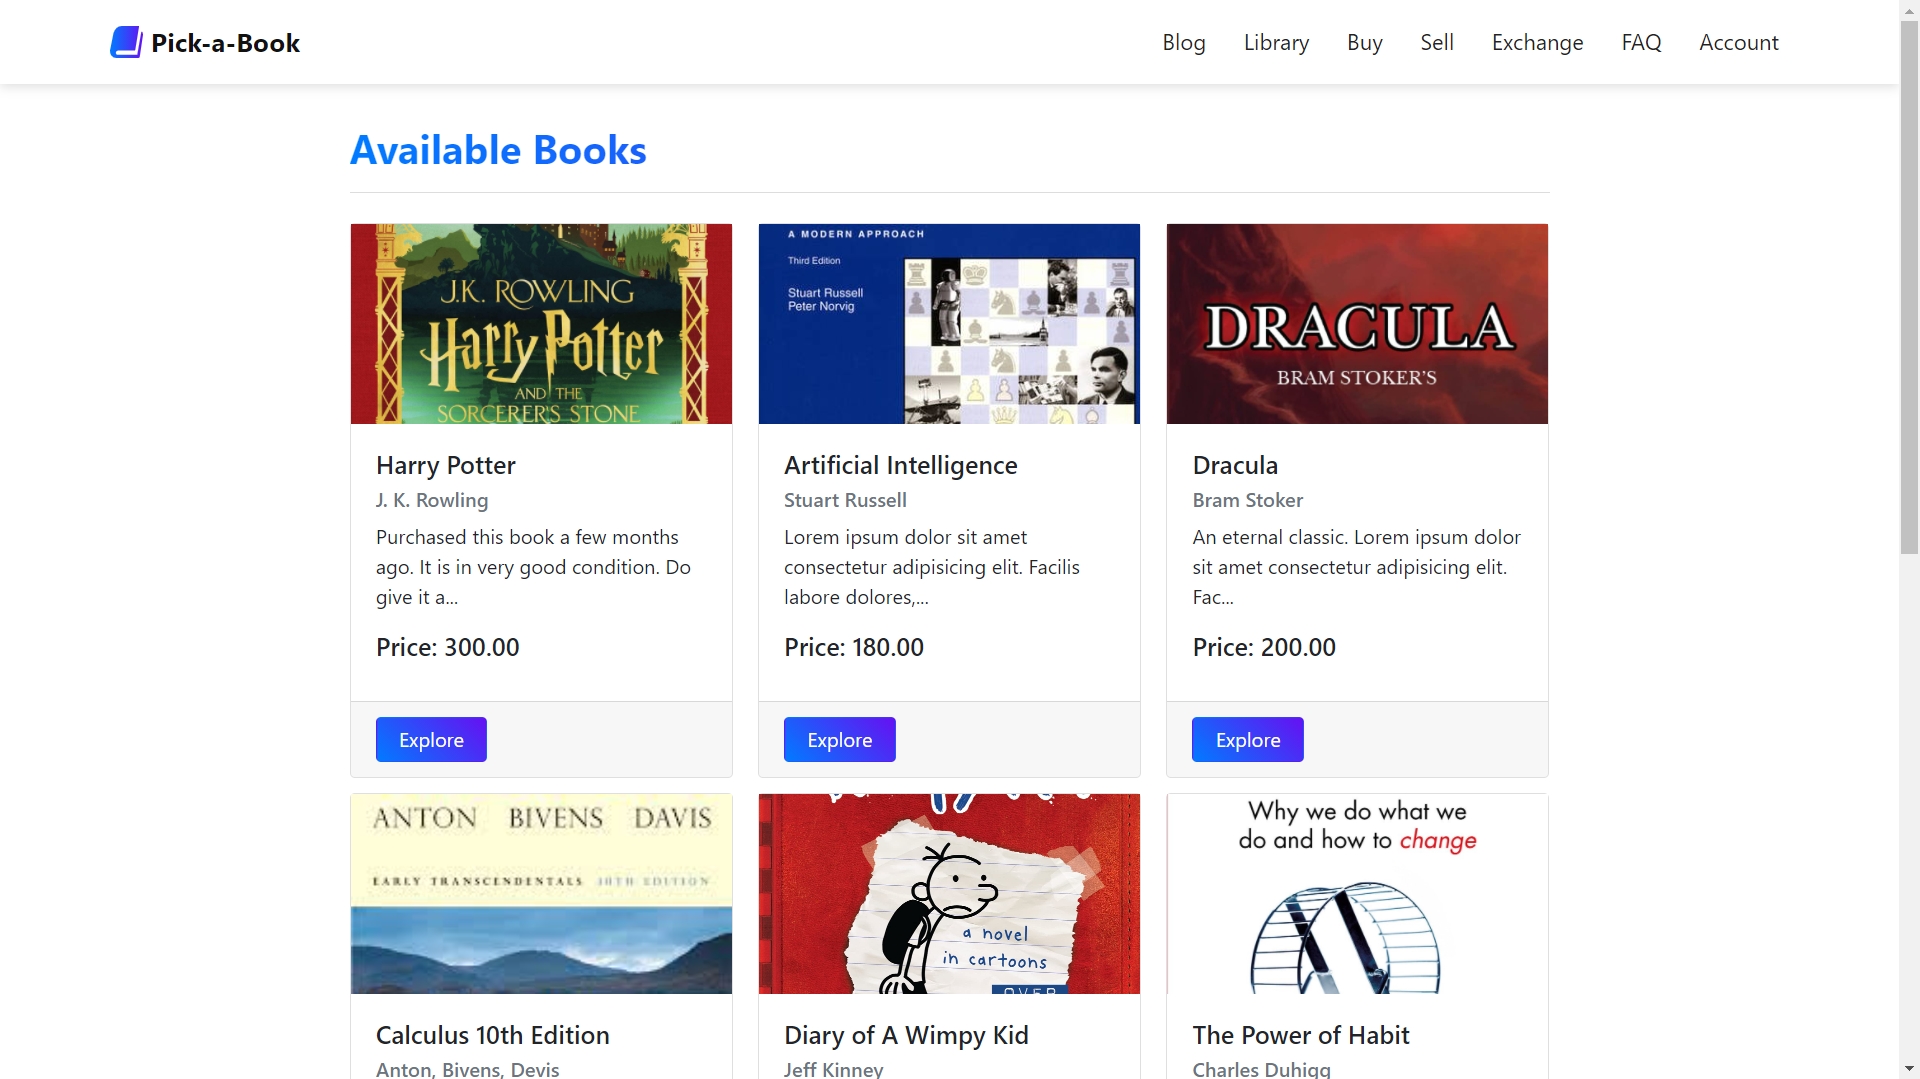 Pick-a-Book
Blog
Library
Buy
Sell
Exchange
FAQ
Account
Available Books
J.K. ROWLING
Harry Potter
AND THE
SORCERER'S STONE
A MODERN APPROACH
Third Edition
Stuart Russell
Peter Norvig
DRACULA
BRAM STOKER'S
Harry Potter
J. K. Rowling
Purchased this book a few months
ago. It is in very good condition. Do
give it a...
Price: 300.00
Explore
Artificial Intelligence
Stuart Russell
Lorem ipsum dolor sit amet
consectetur adipisicing elit. Facilis
labore dolores,...
Price: 180.00
Explore
Dracula
Bram Stoker
An eternal classic. Lorem ipsum dolor
sit amet consectetur adipisicing elit.
Fac...
Price: 200.00
Explore
ANTON BIVENS DAVIS
EARLY TRANSCENDENTALS 10TH EDITION
a novel
in cartoons
OVER
Why we do what we
do and how to change
Calculus 10th Edition
Anton, Bivens, Devis
Diary of A Wimpy Kid
Jeff Kinney
The Power of Habit
Charles Duhigg